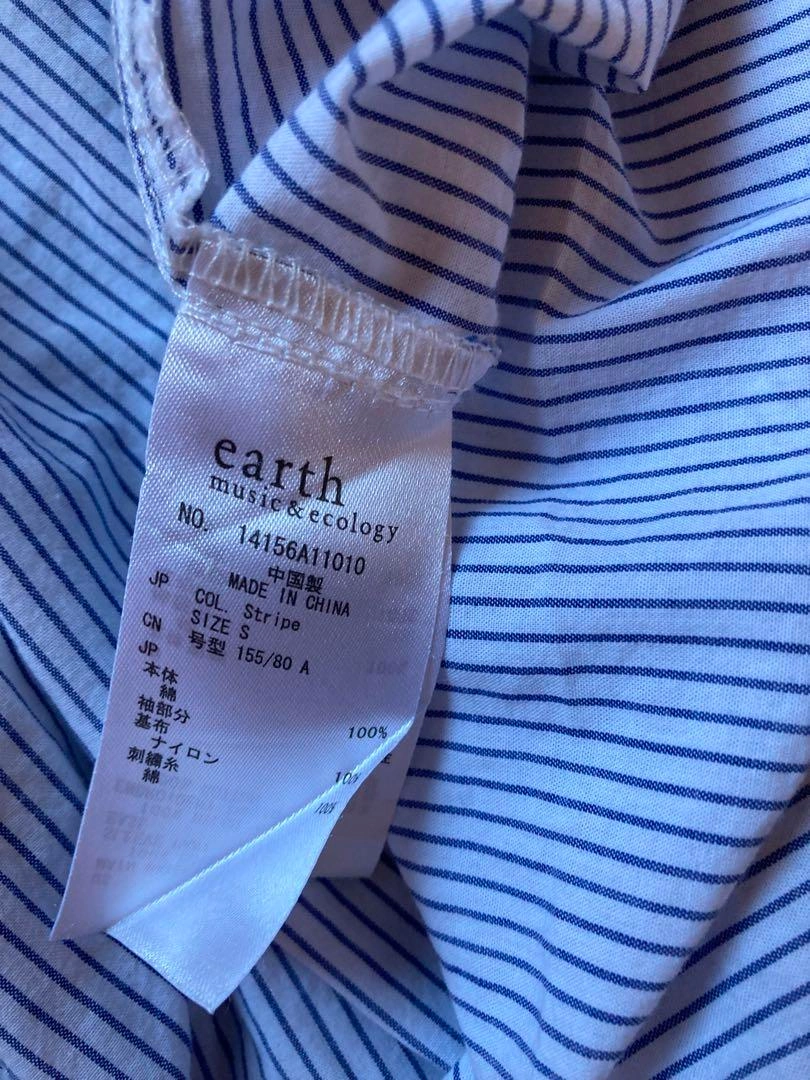 earth
music&ecology
NO. 14156A11010
中国製
MADE IN CHINA
JP COL. Stripe
SIZE S
CN 号型 155/80 A
JP
本体
綿 100%
袖部分
基布
ナイロン 100%
刺繍糸
綿 100%